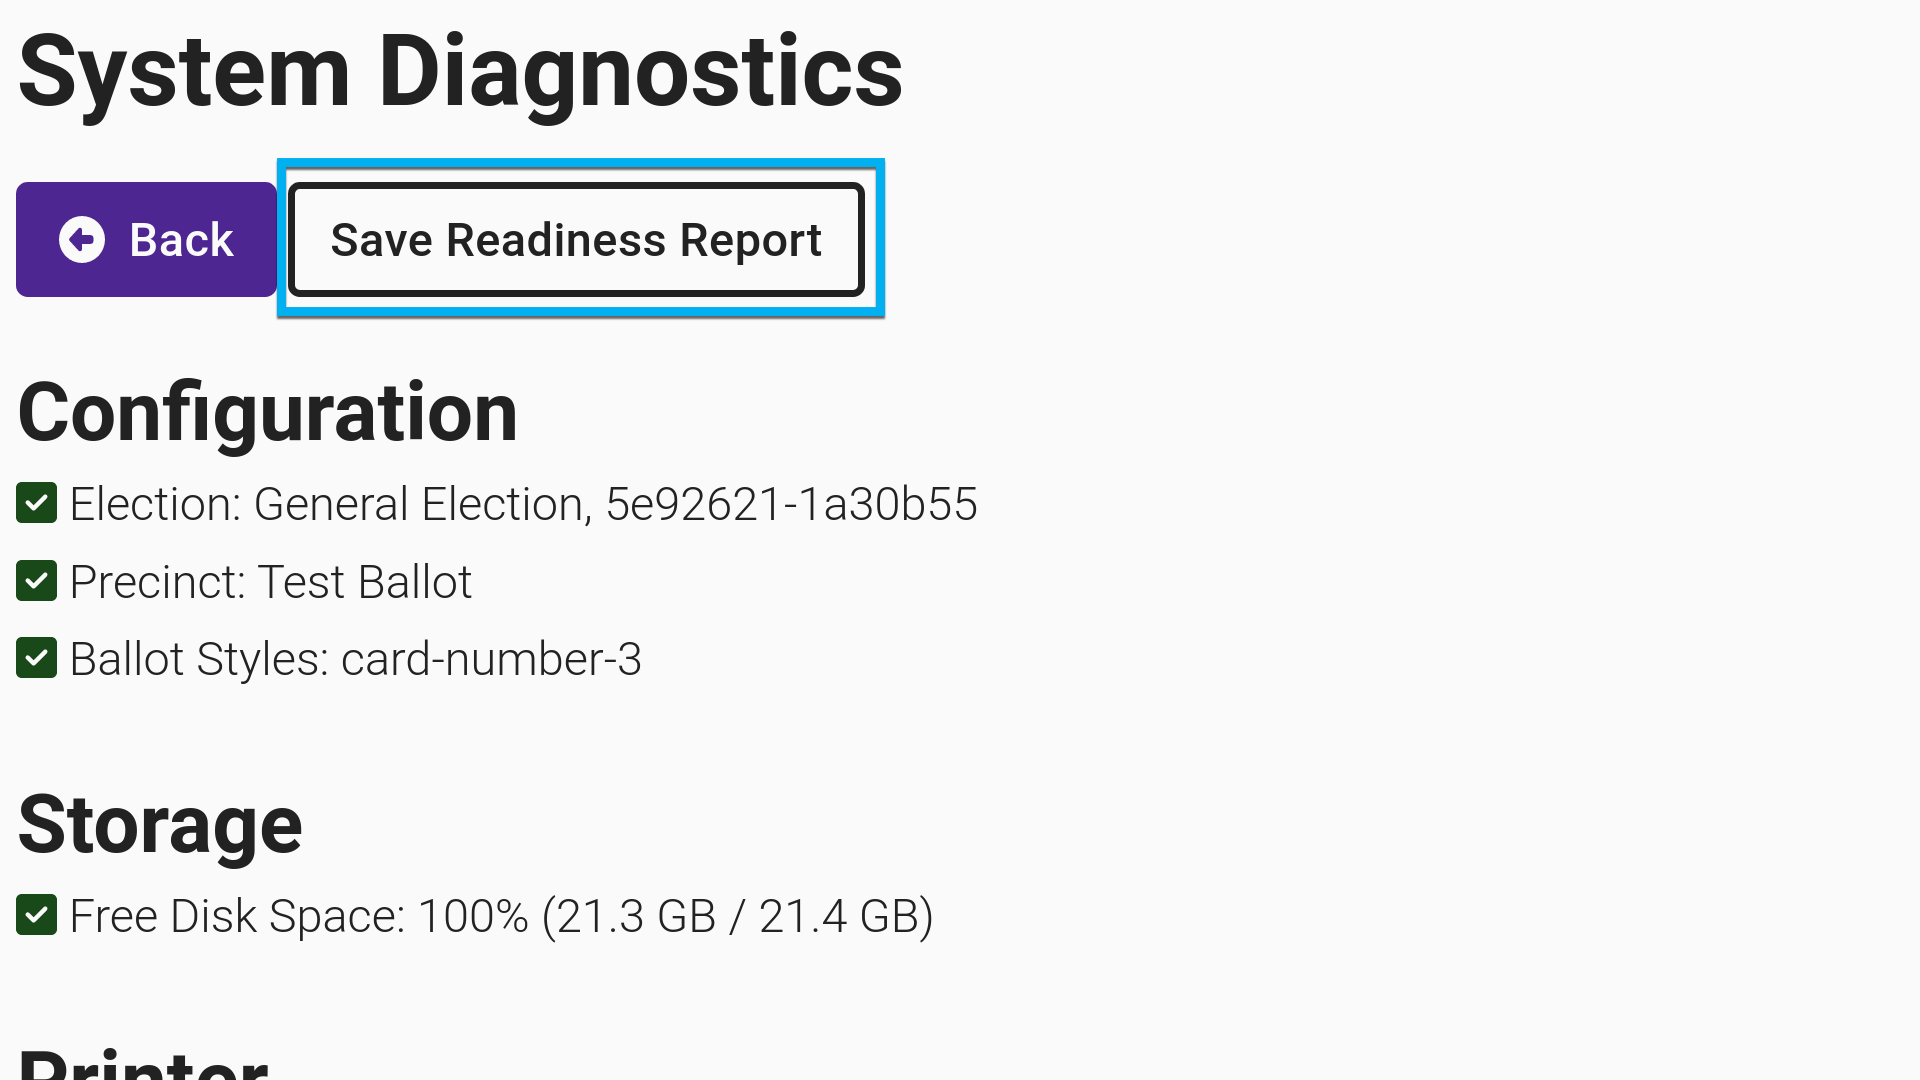 System Diagnostics
Back
Save Readiness Report
Configuration
Election: General Election, 5e92621-1a30b55
Precinct: Test Ballot
Ballot Styles: card-number-3
Storage
Free Disk Space: 100% (21.3 GB / 21.4 GB)
Printer